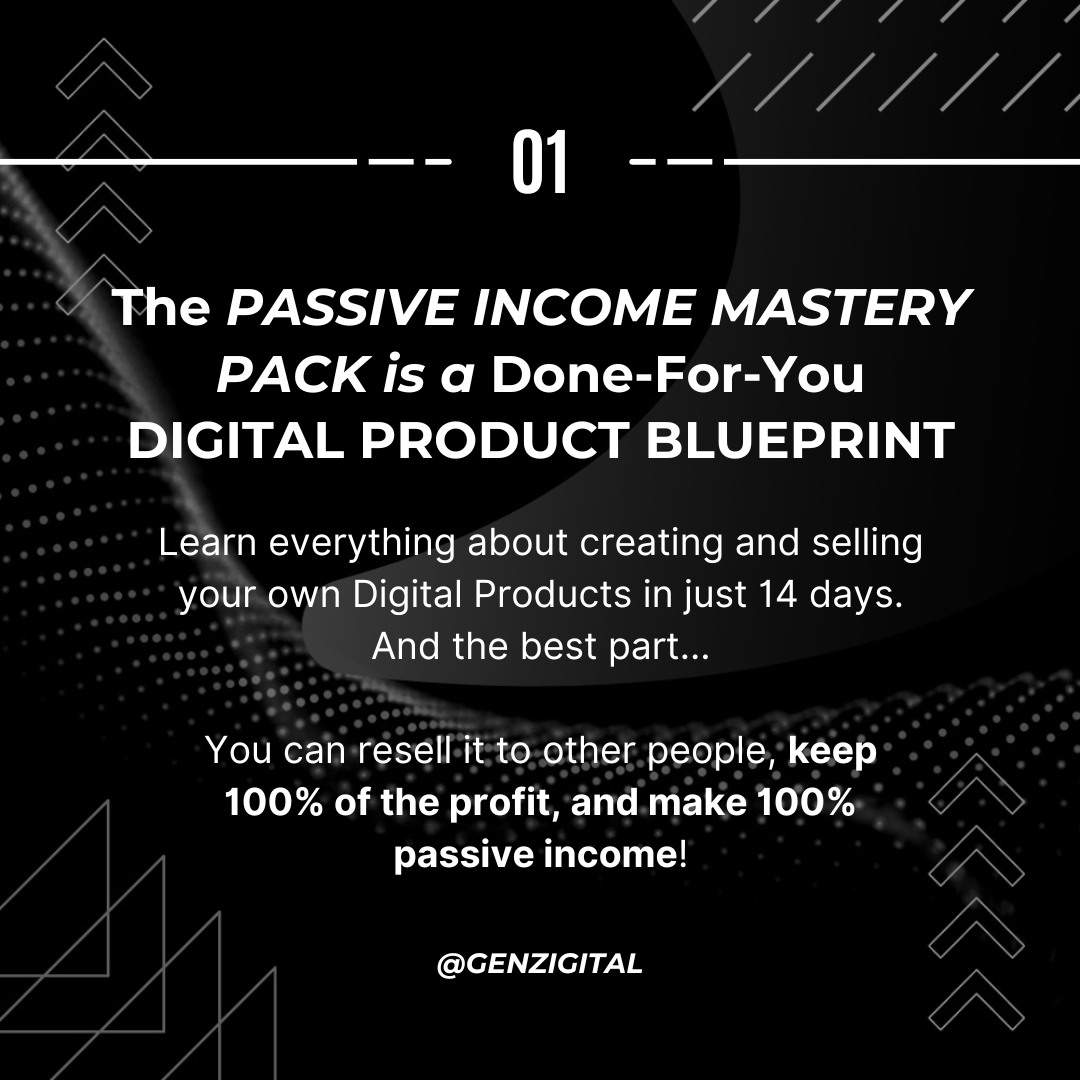 01
The PASSIVE INCOME MASTERY
PACK is a Done-For-You
DIGITAL PRODUCT BLUEPRINT
Learn everything about creating and selling
your own Digital Products in just 14 days.
And the best part...
You can resell it to other people, keep
100% of the profit, and make 100%
passive income!
@GENZIGITAL